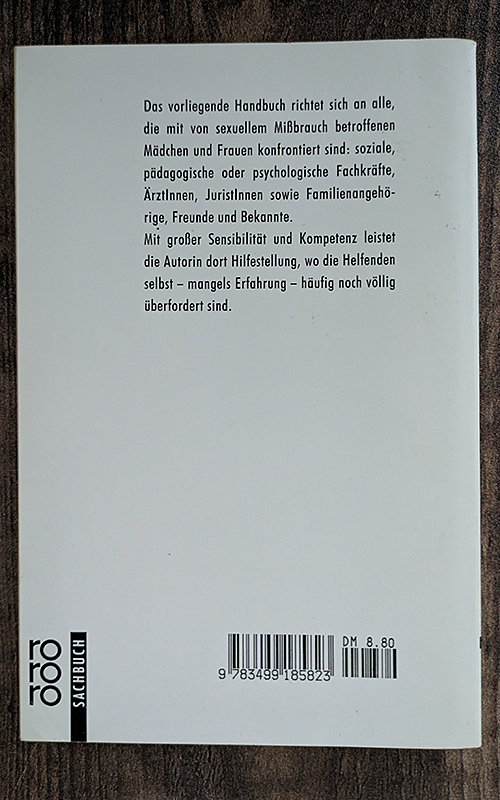 Das vorliegende Handbuch richtet sich an alle,
die mit von sexuellem Mißbrauch betroffenen
Mädchen und Frauen konfrontiert sind: soziale,
pädagogische oder psychologische Fachkräfte,
ÄrztInnen, JuristInnen sowie Familienangehö-
rige, Freunde und Bekannte.
Mit großer Sensibilität und Kompetenz leistet
die Autorin dort Hilfestellung, wo die Helfenden
selbst – mangels Erfahrung – häufig noch völlig
überfordert sind.
ro
ro
ro
SACHBUCH
DM 8.80
9 783499 185823